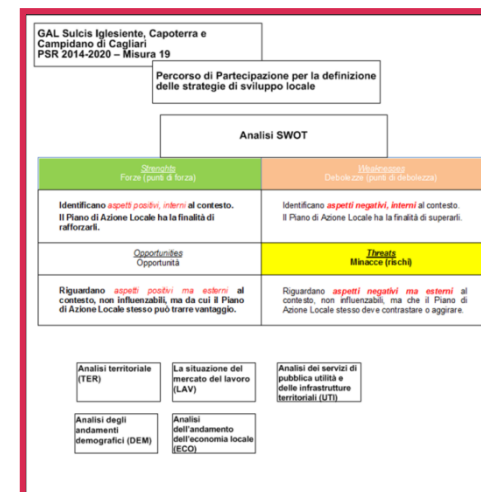 GAL Sulcis Iglesiente, Capoterra e
Campidano di Cagliari
PSR 2014-2020 – Misura 19
Percorso di Partecipazione per la definizione
delle strategie di sviluppo locale
Analisi SWOT
Strenghts
Forze (punti di forza)
Weaknesses
Debolezze (punti di debolezza)
Identificano aspetti positivi, interni al contesto.
Il Piano di Azione Locale ha la finalità di
rafforzarli.
Identificano aspetti negativi, interni al contesto.
Il Piano di Azione Locale ha la finalità di superarli.
Opportunities
Opportunità
Threats
Minacce (rischi)
Riguardano aspetti positivi ma esterni al
contesto, non influenzabili, ma da cui il Piano
di Azione Locale stesso può trarre vantaggio.
Riguardano aspetti negativi ma esterni al
contesto, non influenzabili, ma che il Piano di
Azione Locale stesso deve contrastare o aggirare.
Analisi territoriale
(TER)
La situazione del
mercato del lavoro
(LAV)
Analisi dei servizi di
pubblica utilità e
delle infrastrutture
territoriali (UTI)
Analisi degli
andamenti
demografici (DEM)
Analisi
dell'andamento
dell'economia locale
(ECO)